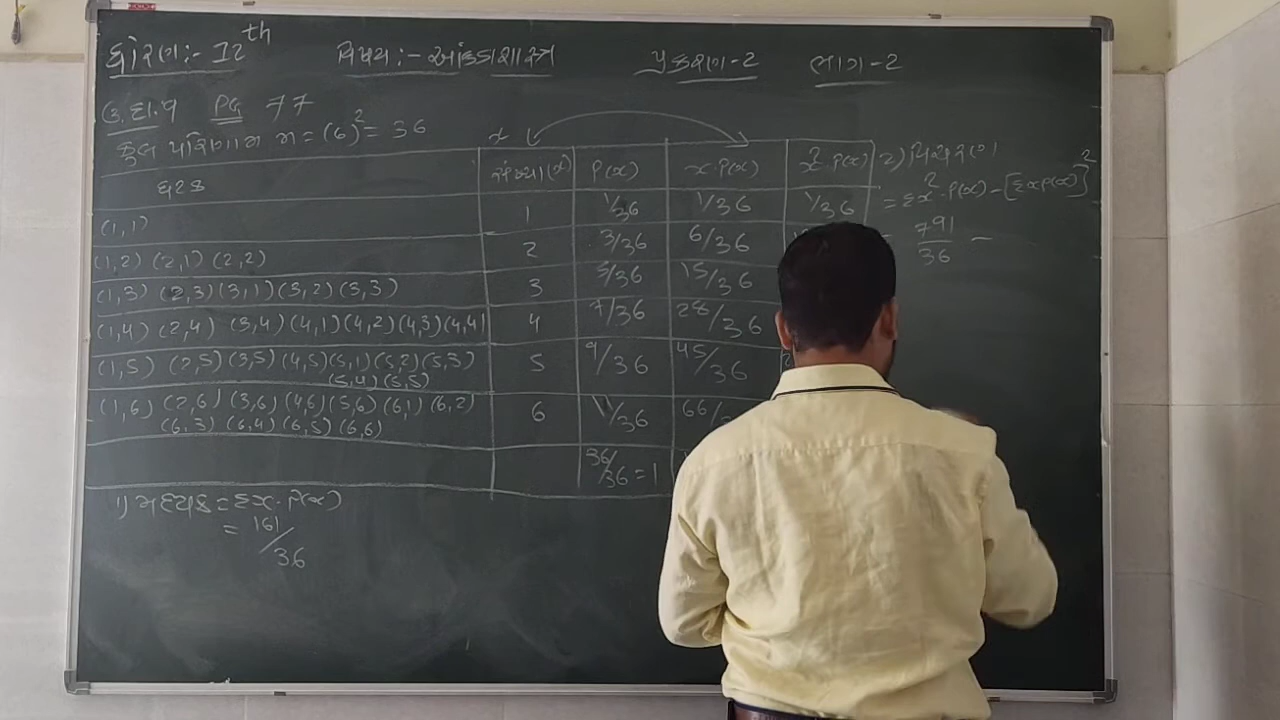 ધોરણ:- 12th વિષય:- આંકડાશાસ્ત્ર પ્રકરણ-2 ભાગ-2
ઉ.દા.9 PG 77
કુલ પરિણામ n = (6)² = 36
ઘટક સંખ્યા(x) P(x) x·P(x) x²·P(x)
(1,1) 1 1/36 1/36 1/36
(1,2) (2,1) (2,2) 2 3/36 6/36
(1,3) (2,3) (3,1) (3,2) (3,3) 3 5/36 15/36
(1,4) (2,4) (3,4) (4,1) (4,2) (4,3) (4,4) 4 7/36 28/36
(1,5) (2,5) (3,5) (4,5) (5,1) (5,2) (5,3) 5 9/36 45/36
(5,4) (5,5)
(1,6) (2,6) (3,6) (4,6) (5,6) (6,1) (6,2) 6 11/36 66/
(6,3) (6,4) (6,5) (6,6)
36/36 = 1
1) મધ્યક = Σx·P(x)
= 161/36
2) વિચરણ
= Σx²·P(x) - [Σxp(x)]²
= 791/36 -